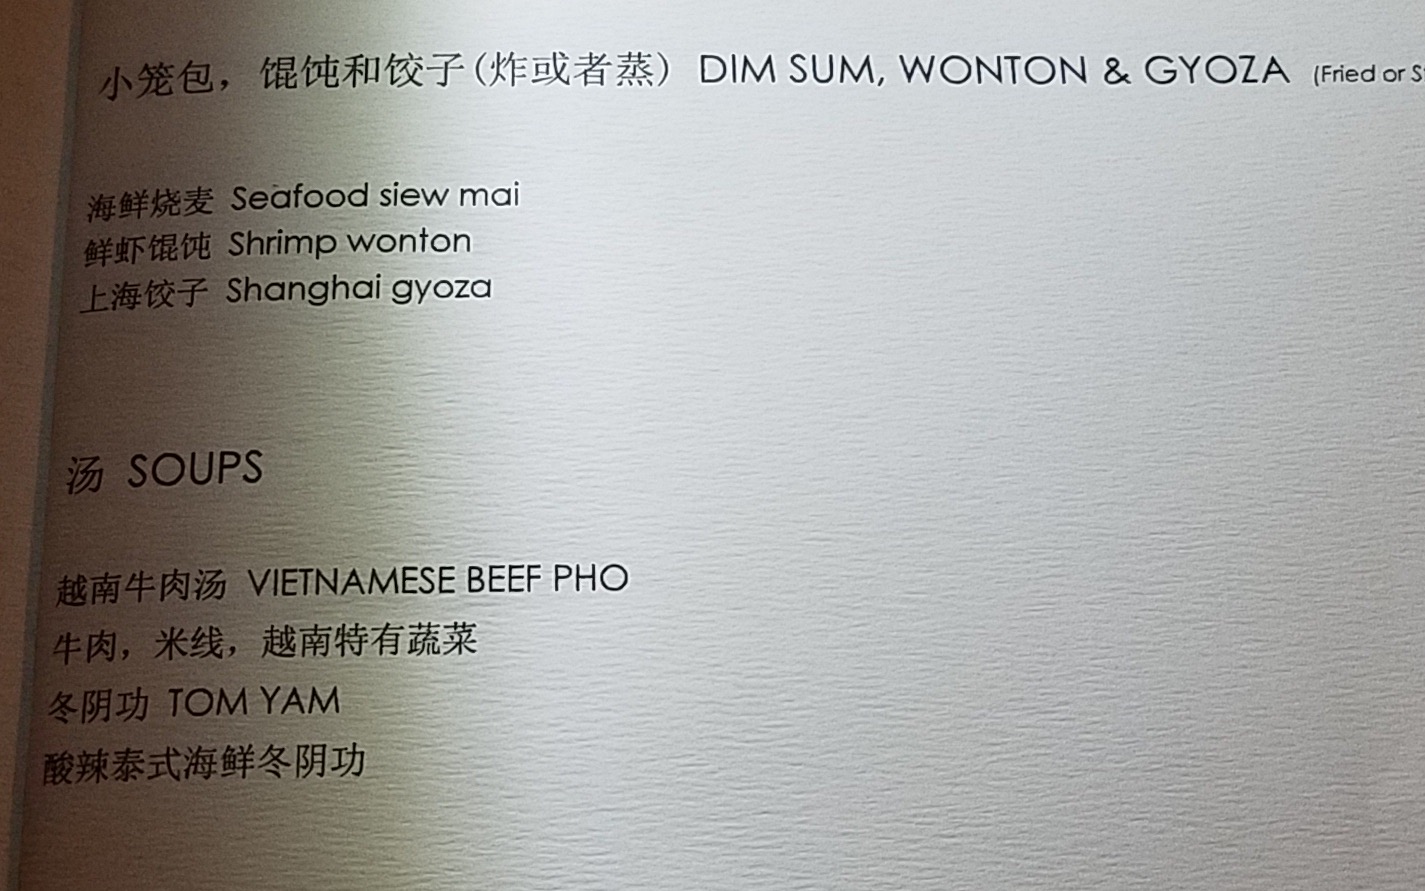 小笼包，馄饨和饺子(炸或者蒸) DIM SUM, WONTON & GYOZA (Fried or
海鲜烧麦 Seafood siew mai
鲜虾馄饨 Shrimp wonton
上海饺子 Shanghai gyoza
汤 SOUPS
越南牛肉汤 VIETNAMESE BEEF PHO
牛肉，米线，越南特有蔬菜
冬阴功 TOM YAM
酸辣泰式海鲜冬阴功